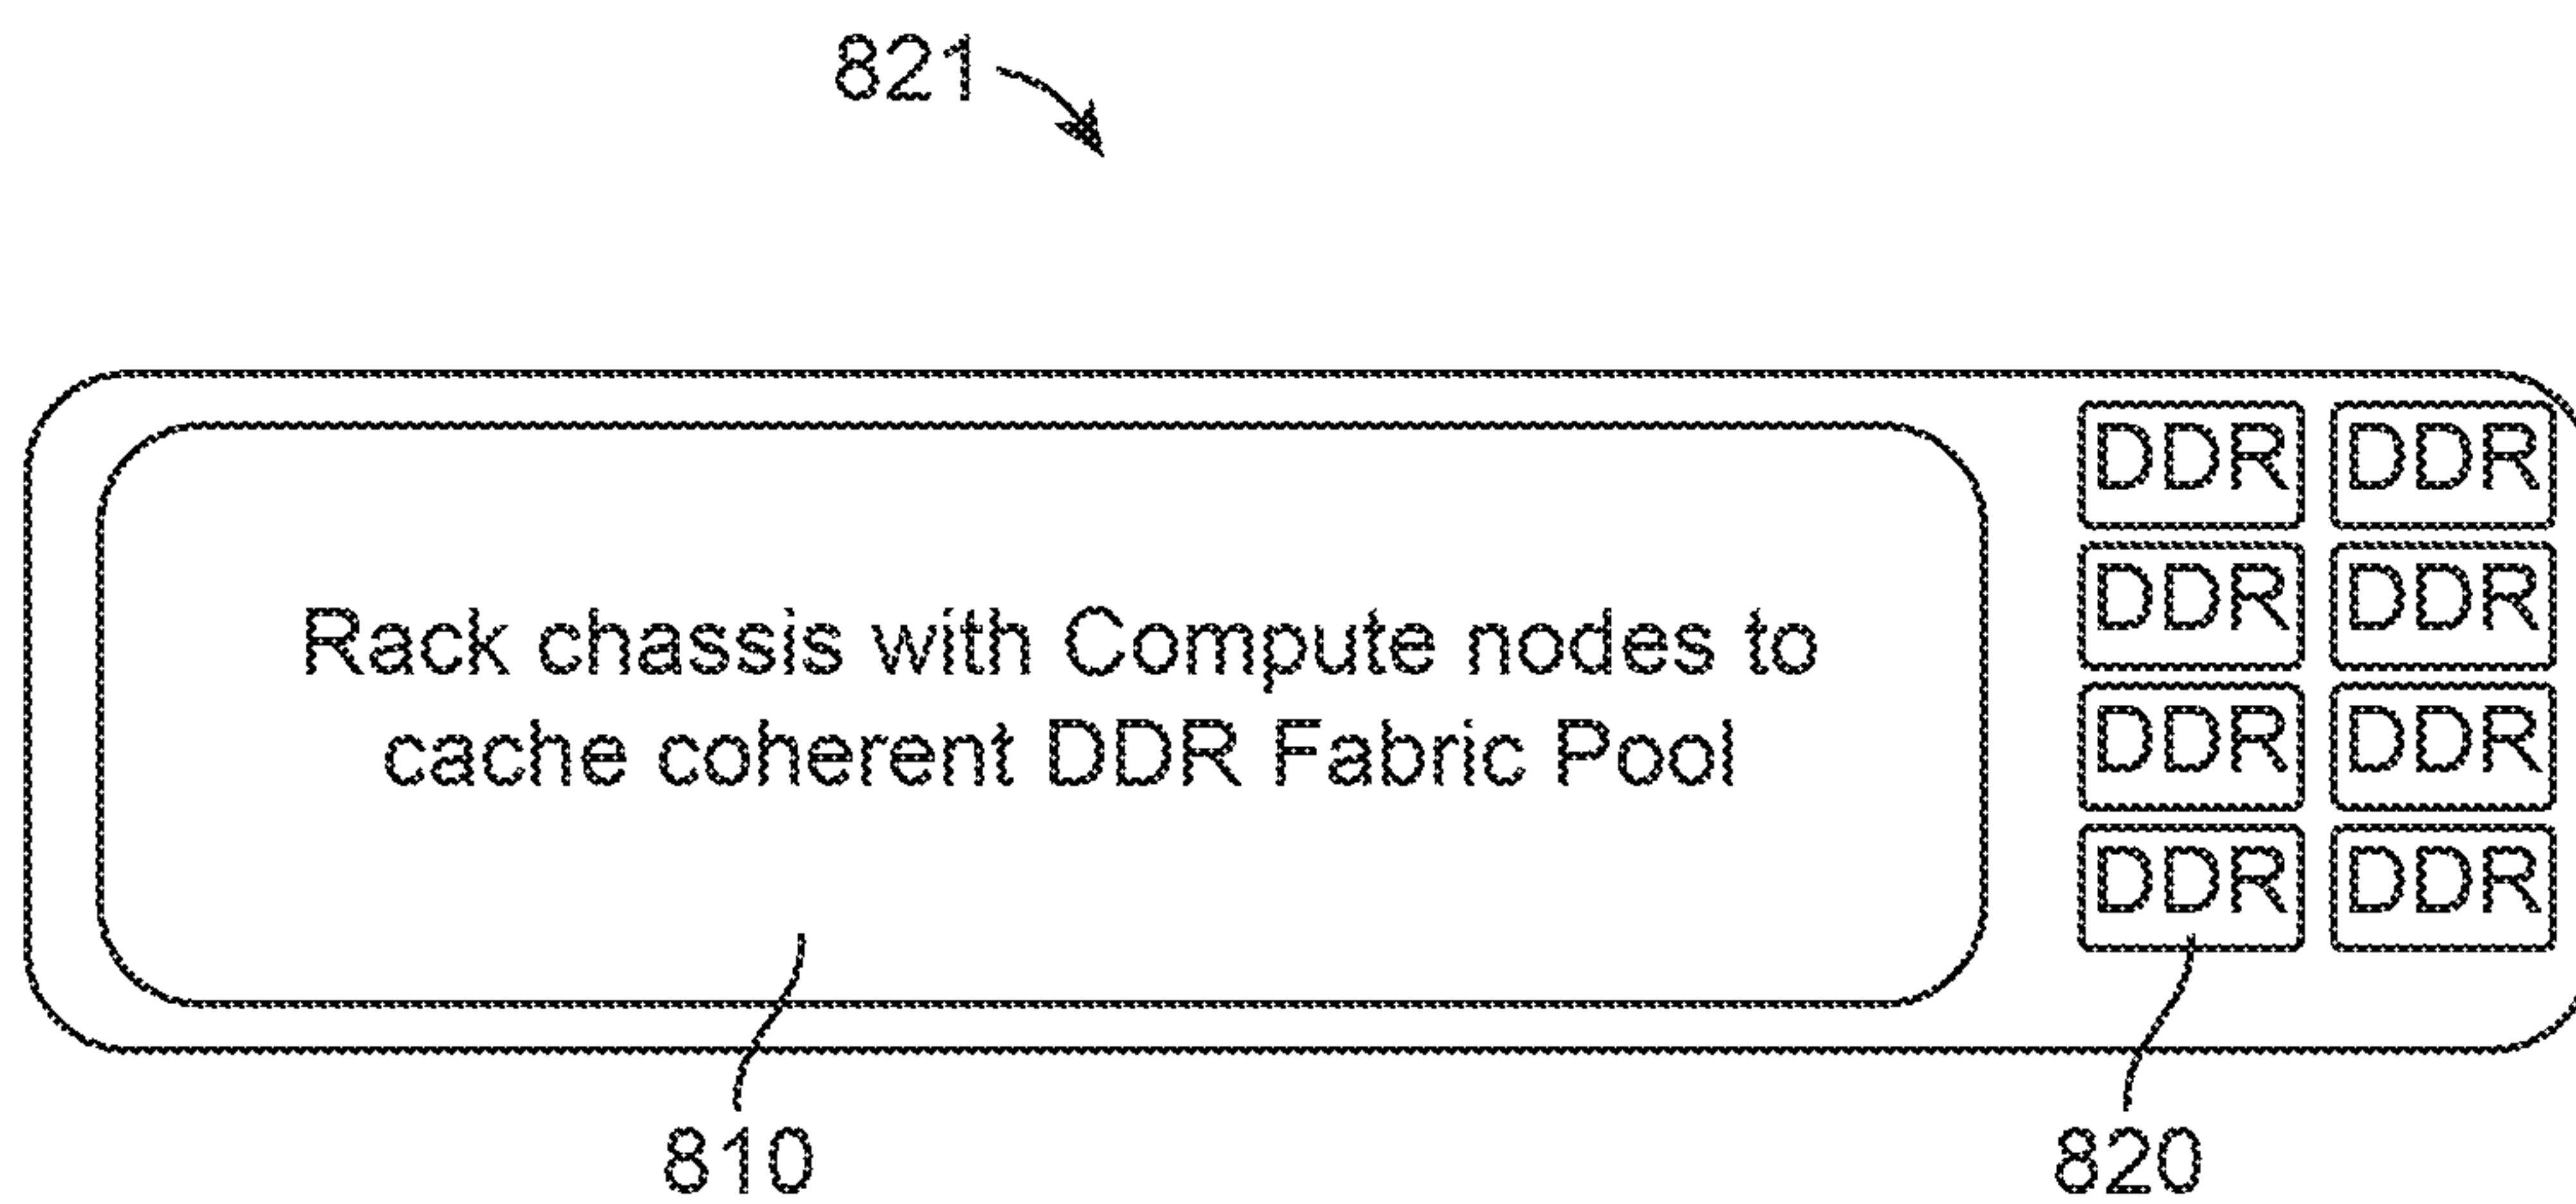 821
DDR DDR
DDR DDR
Rack chassis with Compute nodes to
cache coherent DDR Fabric Pool
DDR DDR
DDR DDR
810
820